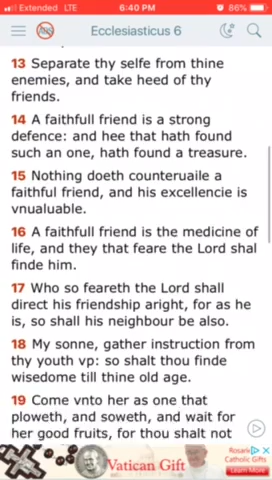 Extended LTE 6:40 PM 86%
Ecclesiasticus 6
13 Separate thy selfe from thine
enemies, and take heed of thy
friends.
14 A faithfull friend is a strong
defence: and hee that hath found
such an one, hath found a treasure.
15 Nothing doeth counteruaile a
faithful friend, and his excellencie is
vnualuable.
16 A faithfull friend is the medicine of
life, and they that feare the Lord shal
finde him.
17 Who so feareth the Lord shall
direct his friendship aright, for as he
is, so shall his neighbour be also.
18 My sonne, gather instruction from
thy youth vp: so shalt thou finde
wisedome till thine old age.
19 Come vnto her as one that
ploweth, and soweth, and wait for
her good fruits, for thou shalt not
Vatican Gift
Catholic Gifts
Learn More